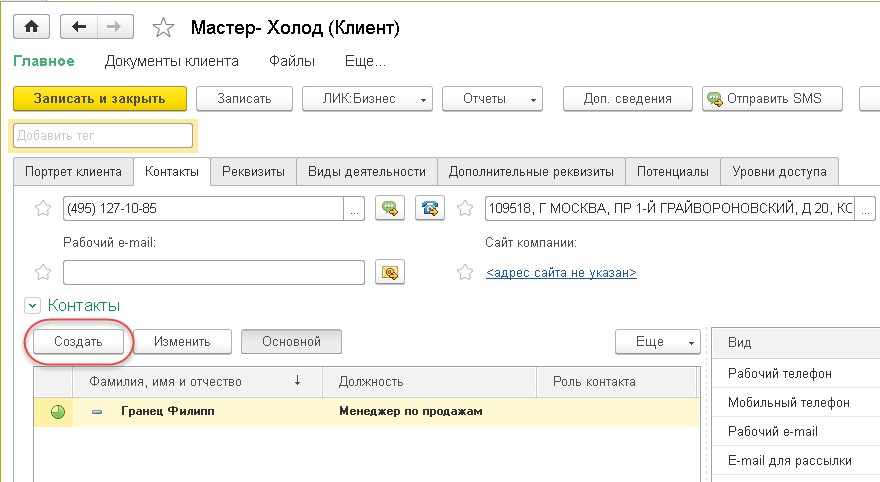 Мастер- Холод (Клиент)
Главное Документы клиента Файлы Еще...
Записать и закрыть Записать ЛИК:Бизнес Отчеты Доп. сведения Отправить SMS
Добавить тег
Портрет клиента Контакты Реквизиты Виды деятельности Дополнительные реквизиты Потенциалы Уровни доступа
(495) 127-10-85 ... 109518, Г МОСКВА, ПР 1-Й ГРАЙВОРОНОВСКИЙ, Д 20, КО ...
Рабочий e-mail: Сайт компании:
<адрес сайта не указан>
Контакты
Создать Изменить Основной Еще Вид
Фамилия, имя и отчество ↓ Должность Роль контакта Рабочий телефон
Гранец Филипп Менеджер по продажам Мобильный телефон
Рабочий e-mail
E-mail для рассылки